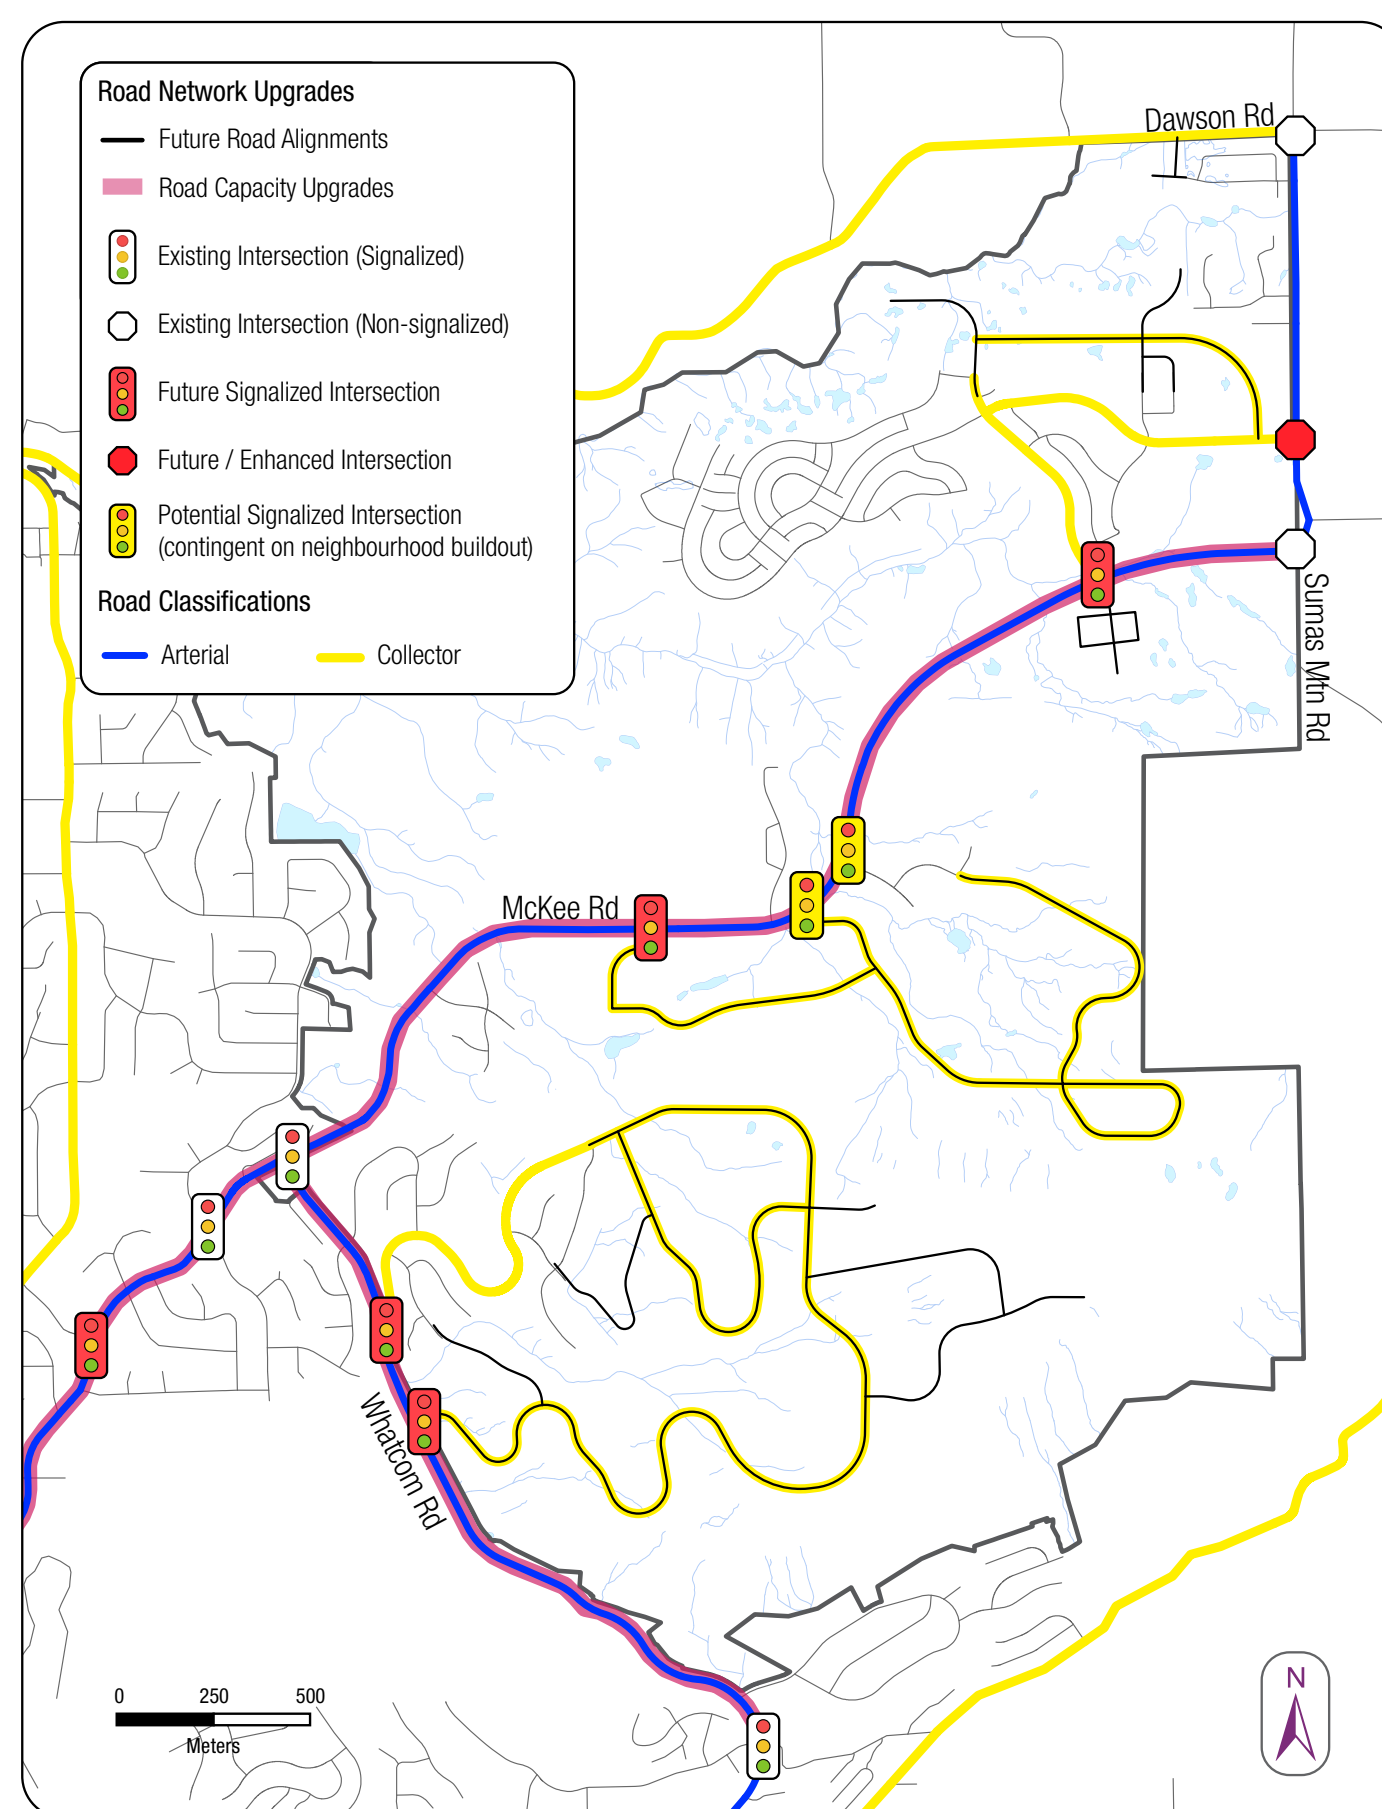 Road Network Upgrades
Future Road Alignments
Road Capacity Upgrades
Existing Intersection (Signalized)
Existing Intersection (Non-signalized)
Future Signalized Intersection
Future / Enhanced Intersection
Potential Signalized Intersection
(contingent on neighbourhood buildout)
Road Classifications
Arterial
Collector
Dawson Rd
Sumas Mtn Rd
McKee Rd
Whatcom Rd
0 250 500
Meters
N